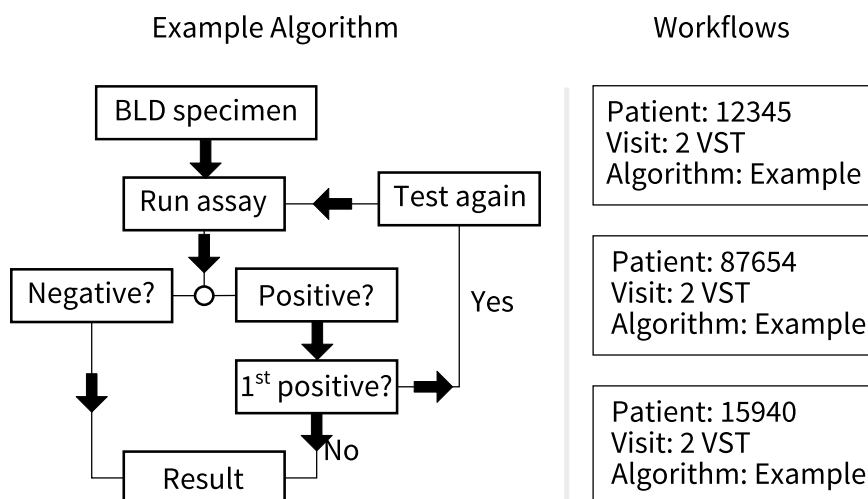 Example Algorithm
BLD specimen
Run assay
Test again
Negative?
Positive?
Yes
1st positive?
No
Result
Workflows
Patient: 12345
Visit: 2 VST
Algorithm: Example
Patient: 87654
Visit: 2 VST
Algorithm: Example
Patient: 15940
Visit: 2 VST
Algorithm: Example